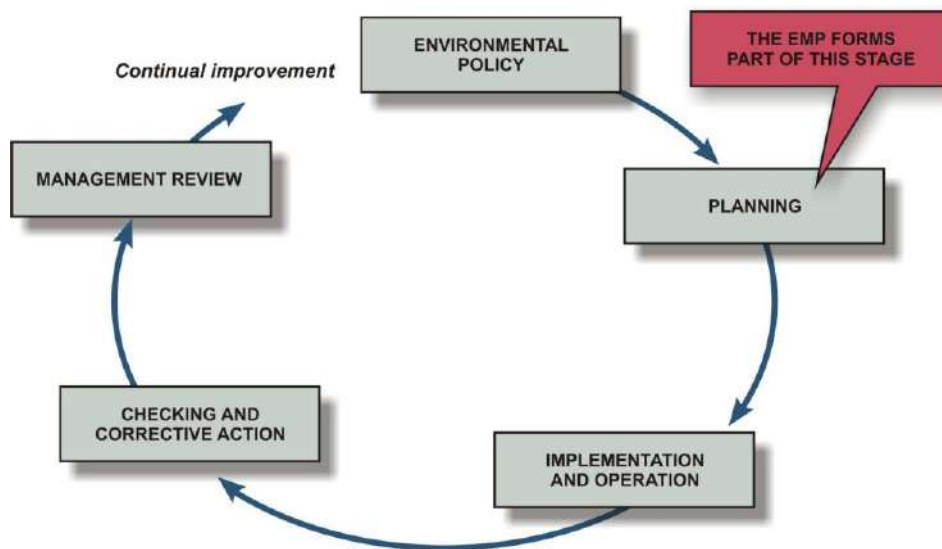 ENVIRONMENTAL
POLICY
THE EMP FORMS
PART OF THIS STAGE
Continual improvement
MANAGEMENT REVIEW
PLANNING
CHECKING AND
CORRECTIVE ACTION
IMPLEMENTATION
AND OPERATION